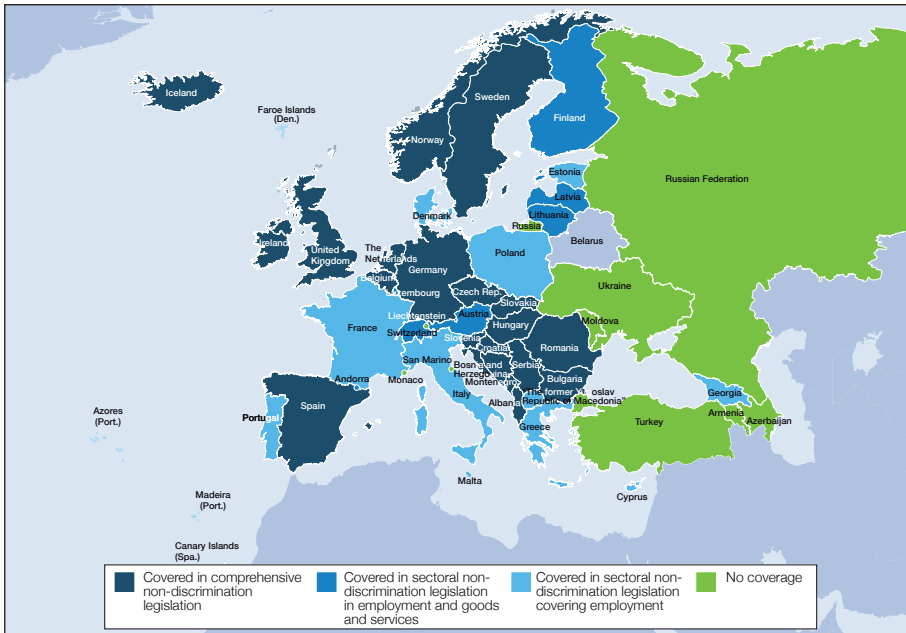 Iceland
Faroe Islands
(Den.)
Sweden
Norway
Finland
Russian Federation
Estonia
Latvia
Lithuania
Russia
Belarus
Denmark
Ireland
United
Kingdom
The
Netherlands
Belgium
Luxembourg
Germany
Poland
Ukraine
Czech Rep.
Slovakia
Liechtenstein
Austria
Switzerland
France
Hungary
Moldova
Slovenia
Croatia
Romania
San Marino
Bosnia and
Herzegovina
Serbia
Montenegro
Bulgaria
Monaco
Andorra
Italy
Spain
Portugal
Azores
(Port.)
Georgia
Armenia
Azerbaijan
Turkey
Greece
Malta
Cyprus
Madeira
(Port.)
Canary Islands
(Spa.)
Covered in comprehensive
non-discrimination
legislation
Covered in sectoral non-
discrimination legislation
in employment and goods
and services
Covered in sectoral non-
discrimination legislation
covering employment
No coverage